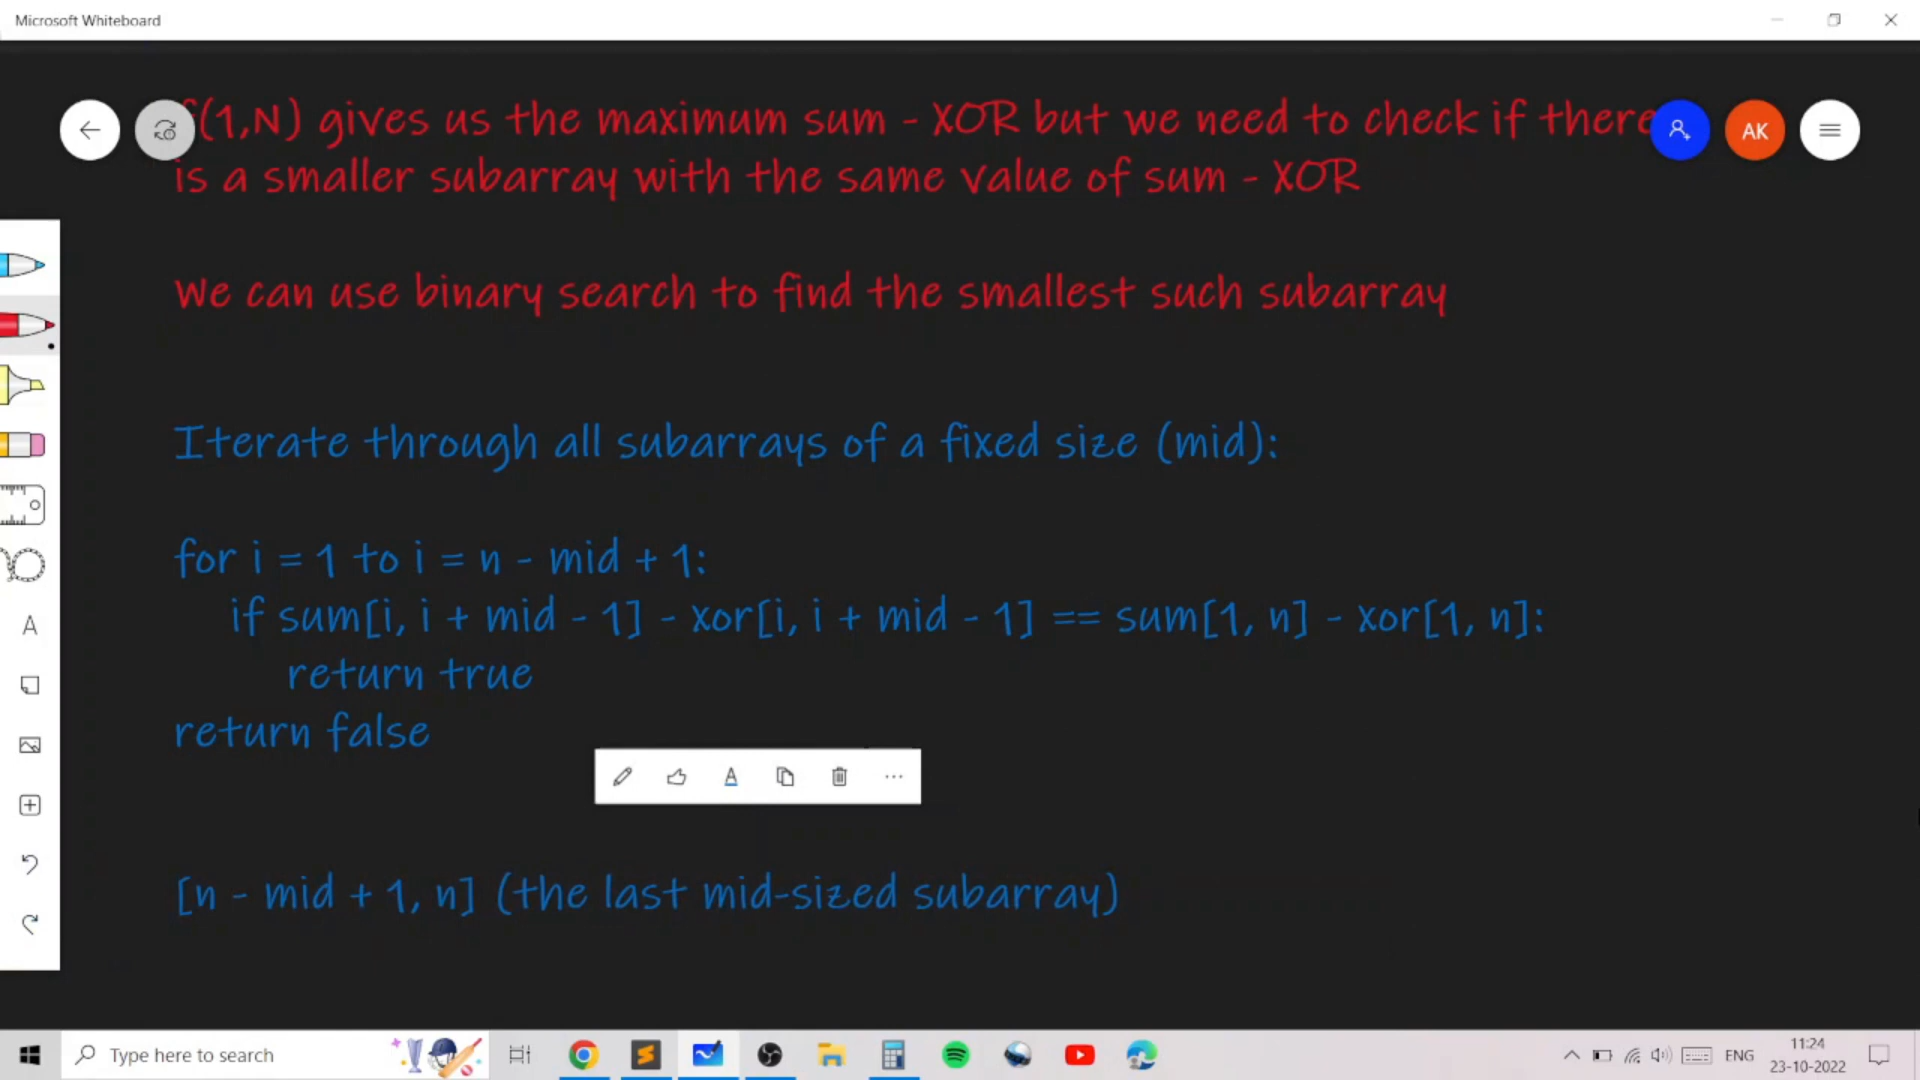 Microsoft Whiteboard
f(1,N) gives us the maximum sum - XOR but we need to check if there
is a smaller subarray with the same value of sum - XOR
AK
We can use binary search to find the smallest such subarray
Iterate through all subarrays of a fixed size (mid):
for i = 1 to i = n - mid + 1:
if sum[i, i + mid - 1] - xor[i, i + mid - 1] == sum[1, n] - xor[1, n]:
return true
return false
[n - mid + 1, n] (the last mid-sized subarray)
Type here to search
ENG
11:24
23-10-2022